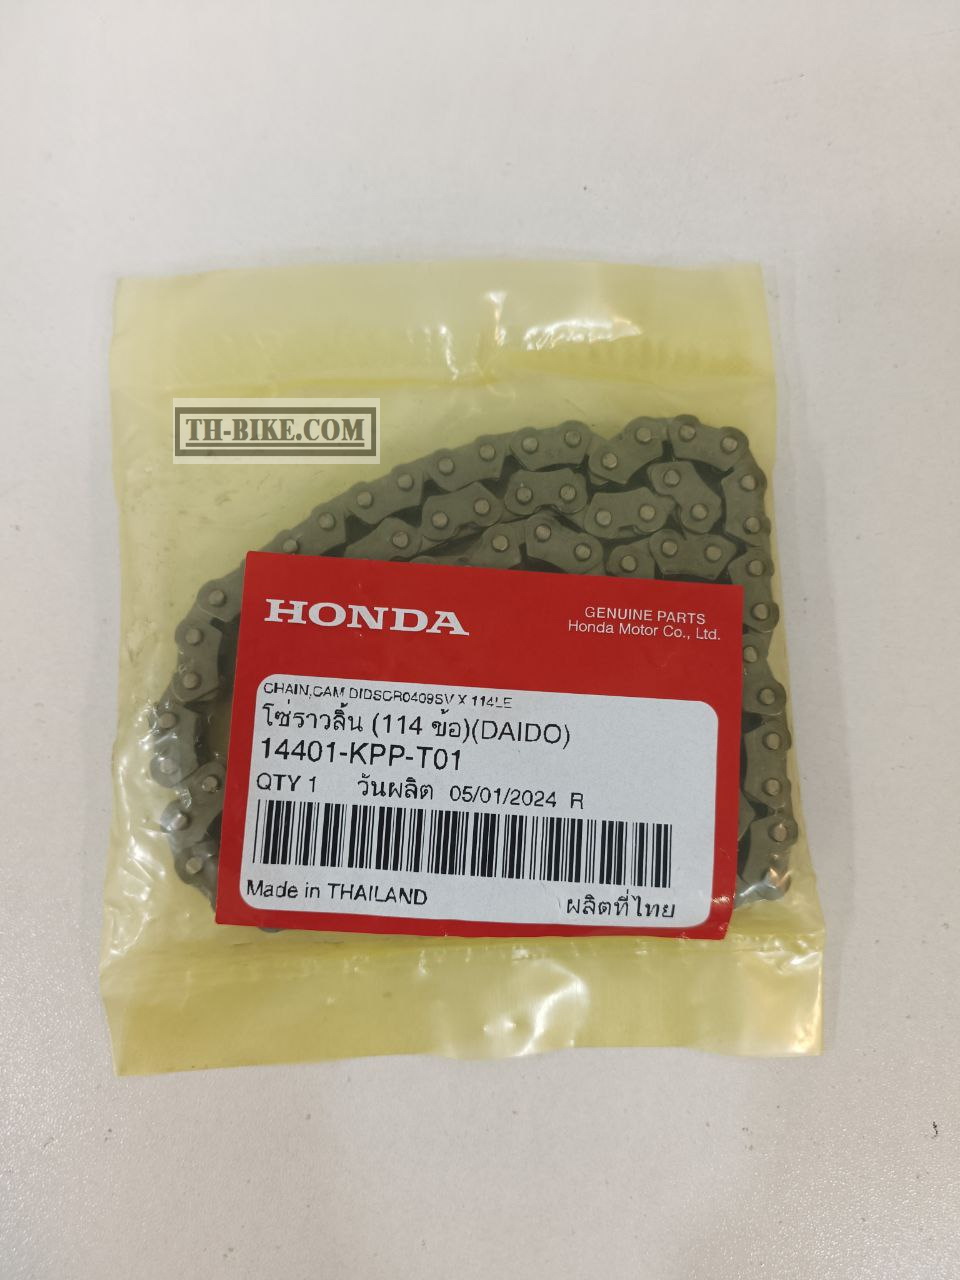 TH-BIKE.COM
HONDA
GENUINE PARTS
Honda Motor Co., Ltd.
CHAIN,CAM DIDSCR0409SV X 114LE
โซ่ราวลิ้น (114 ข้อ)(DAIDO)
14401-KPP-T01
QTY 1 วันผลิต 05/01/2024 R
Made in THAILAND ผลิตที่ไทย